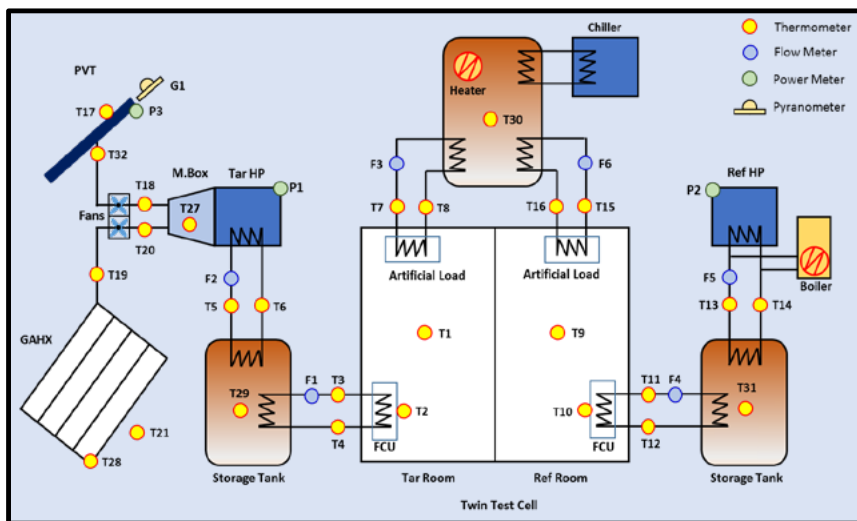 Chiller
Thermometer
Flow Meter
Power Meter
Pyranometer
PVT
G1
T17
P3
Heater
T30
T32
M.Box
Tar HP
P1
F3
F6
Ref HP
P2
T18
Fans
T27
T7
T8
T16
T15
T20
T19
F2
Artificial Load
Artificial Load
F5
Boiler
T5
T6
T13
T14
GAHX
T1
T9
T29
F1
T3
T11
F4
T31
T2
T10
T21
T4
FCU
FCU
T12
T28
Storage Tank
Tar Room
Ref Room
Storage Tank
Twin Test Cell